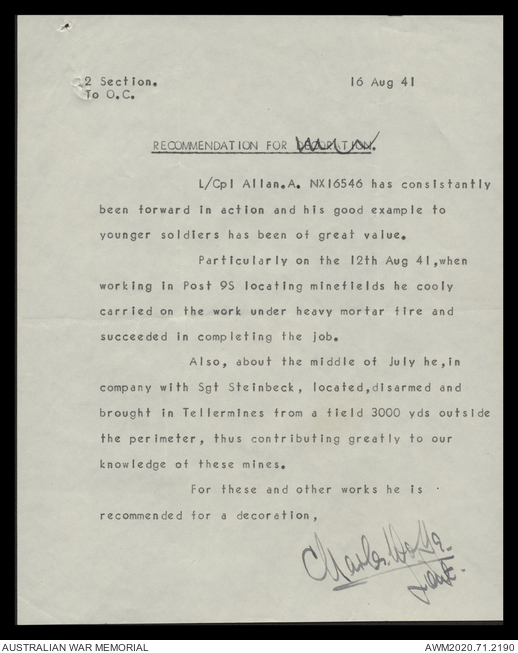 2 Section.
To O.C.
16 Aug 41
RECOMMENDATION FOR DECORATION.
L/Cpl Allan.A. NX16546 has consistantly
been forward in action and his good example to
younger soldiers has been of great value.
Particularly on the 12th Aug 41,when
working in Post 9S locating minefields he cooly
carried on the work under heavy mortar fire and
succeeded in completing the job.
Also, about the middle of July he,in
company with Sgt Steinbeck, located,disarmed and
brought in Tellermines from a field 3000 yds outside
the perimeter, thus contributing greatly to our
knowledge of these mines.
For these and other works he is
recommended for a decoration,
Charles
Lieut.
AUSTRALIAN WAR MEMORIAL
AWM2020.71.2190